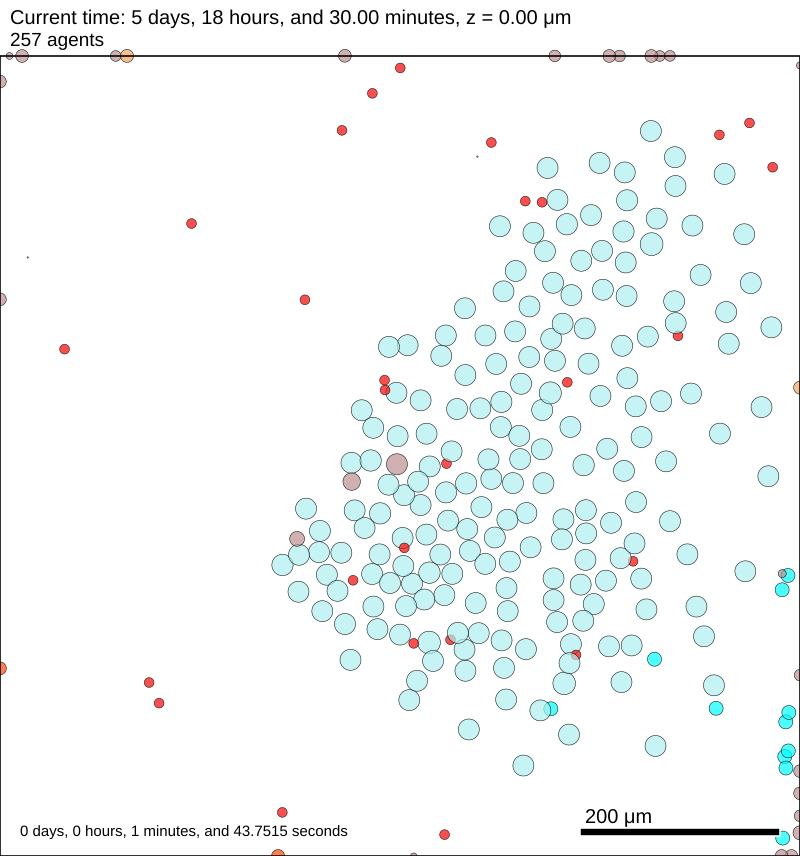 Current time: 5 days, 18 hours, and 30.00 minutes, z = 0.00 μm
257 agents
200 μm
0 days, 0 hours, 1 minutes, and 43.7515 seconds